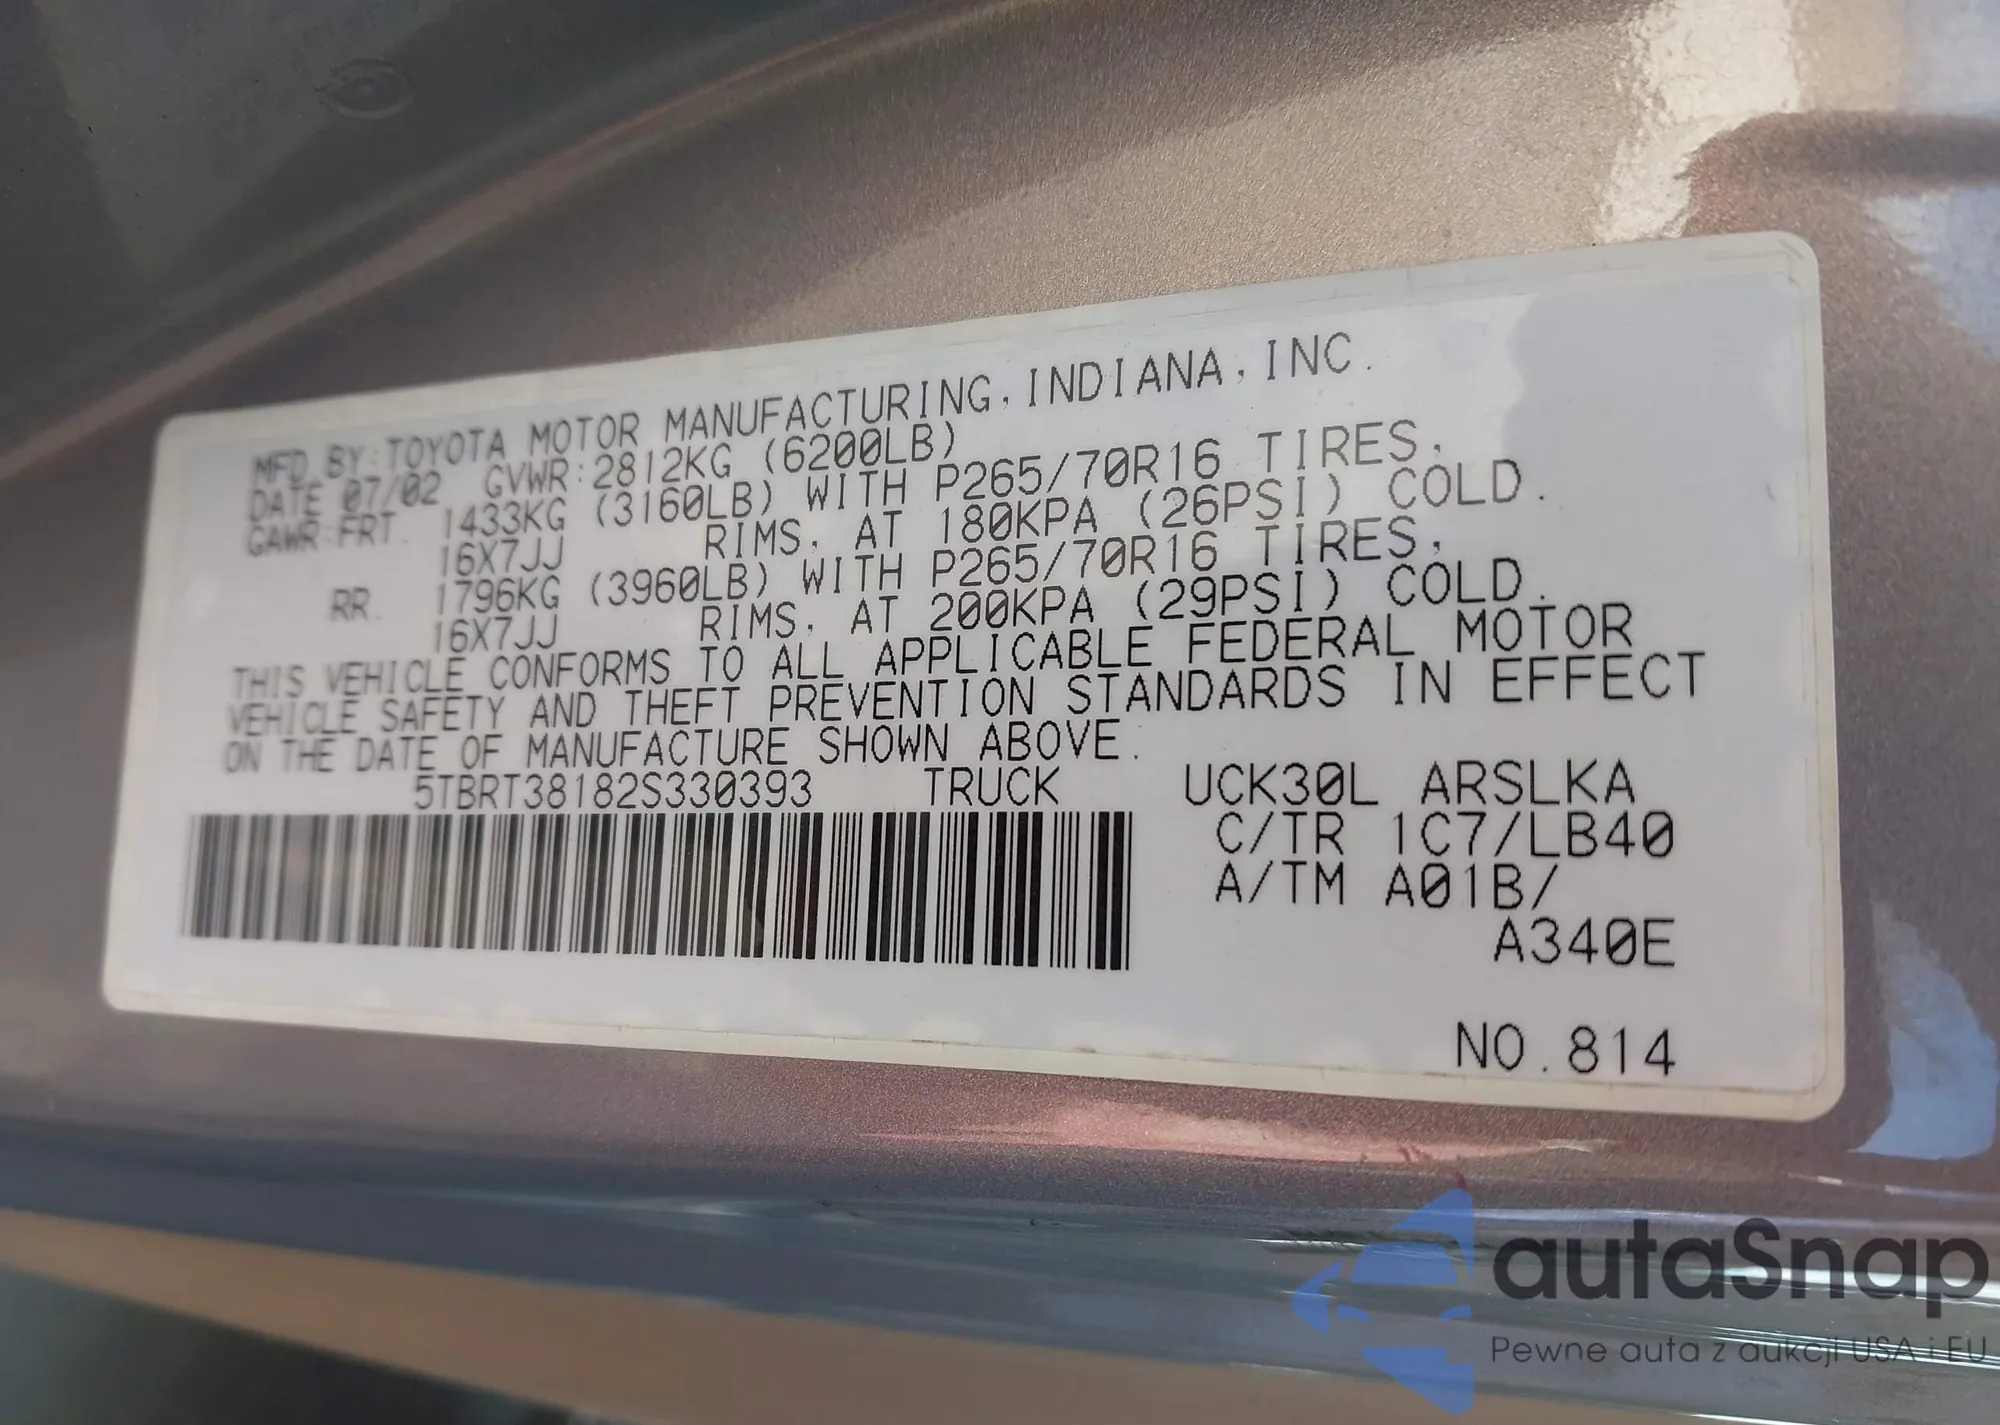 MFD. BY: TOYOTA MOTOR MANUFACTURING, INDIANA, INC.
DATE 07/02 GVWR: 2812KG (6200LB)
GAWR FRT. 1433KG (3160LB) WITH P265/70R16 TIRES,
16X7JJ RIMS, AT 180KPA (26PSI) COLD.
RR. 1796KG (3960LB) WITH P265/70R16 TIRES,
16X7JJ RIMS, AT 200KPA (29PSI) COLD.
THIS VEHICLE CONFORMS TO ALL APPLICABLE FEDERAL MOTOR
VEHICLE SAFETY AND THEFT PREVENTION STANDARDS IN EFFECT
ON THE DATE OF MANUFACTURE SHOWN ABOVE.
5TBRT38182S330393 TRUCK UCK30L ARSLKA
C/TR 1C7/LB40
A/TM A01B/
A340E
NO.814
autaSnap
Pewne auta z aukcji USA i EU